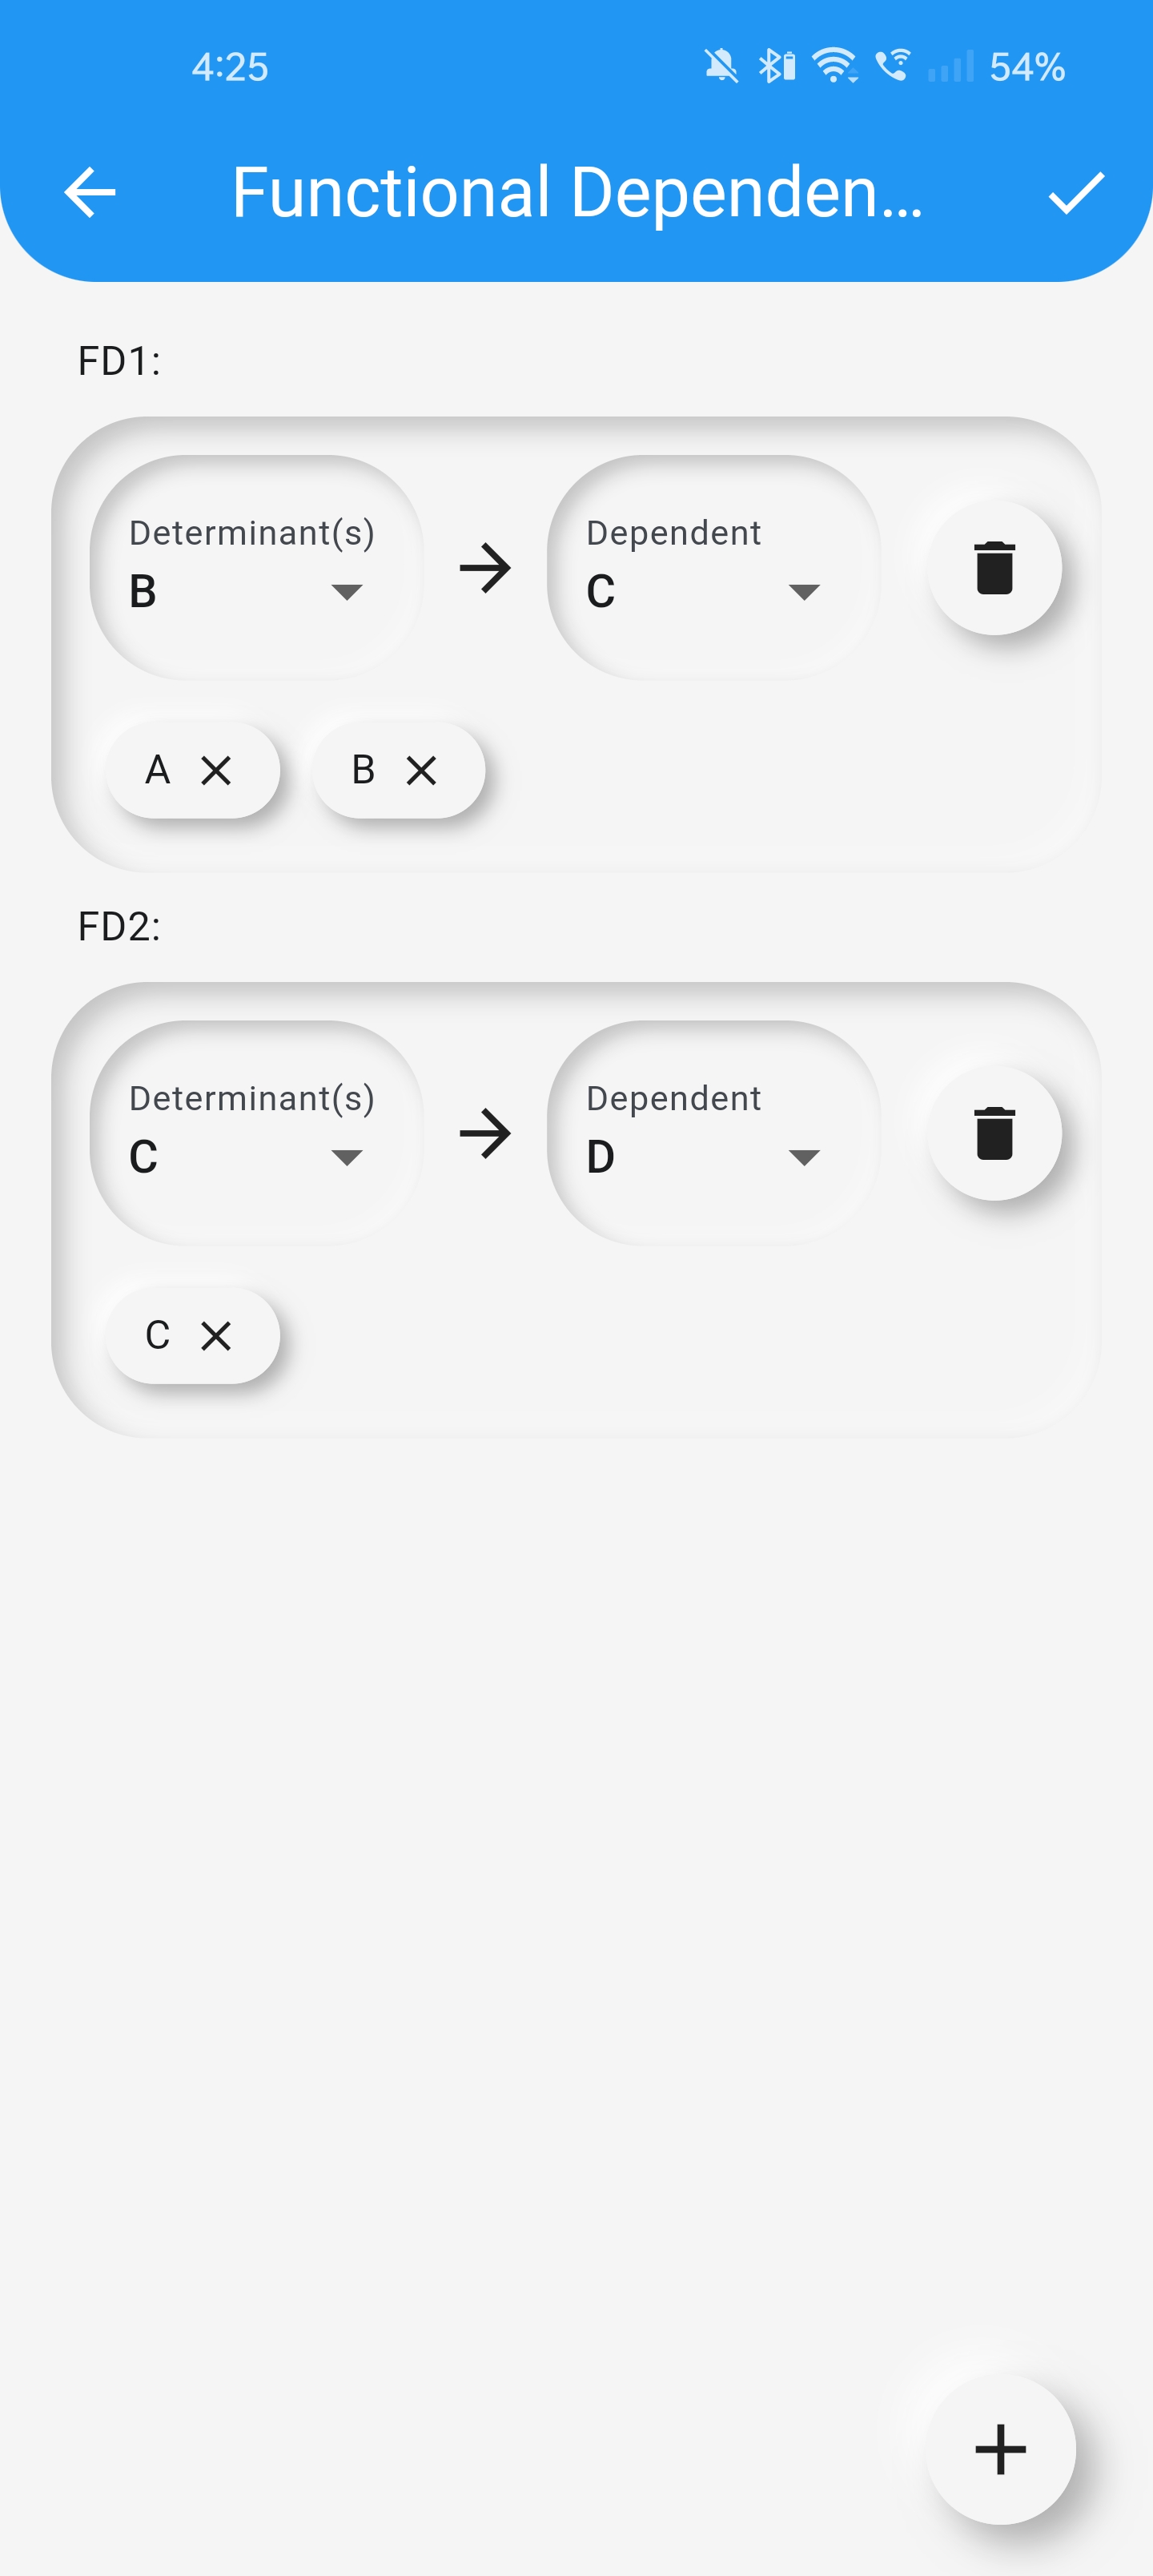 4:25 54%
Functional Dependen...
FD1:
Determinant(s) Dependent
B C
A B
FD2:
Determinant(s) Dependent
C D
C